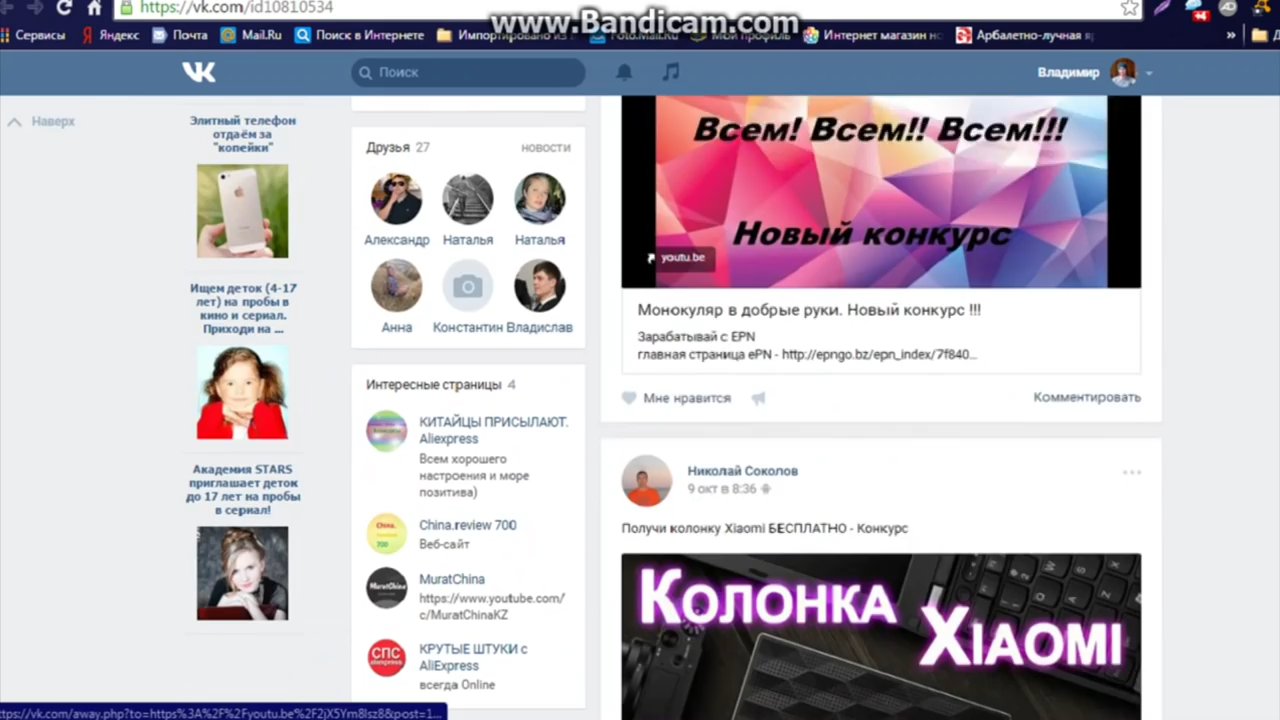 https://vk.com/id10810534
www.Bandicam.com
Сервисы
Яндекс
Почта
Mail.Ru
Поиск в Интернете
Импортировано из
Foto.Mail.Ru
Мой профиль
Интернет магазин но
Арбалетно-лучная я
»
VK
Поиск
Владимир
Наверх
Элитный телефон
отдаём за
"копейки"
Ищем деток (4-17
лет) на пробы в
кино и сериал.
Приходи на ...
Академия STARS
приглашает деток
до 17 лет на пробы
в сериал!
Друзья 27
новости
Александр
Наталья
Наталья
Анна
Константин
Владислав
Интересные страницы 4
КИТАЙЦЫ ПРИСЫЛАЮТ.
Aliexpress
Всем хорошего
настроения и море
позитива)
China.review 700
Веб-сайт
MuratChina
https://www.youtube.com/
c/MuratChinaKZ
СПС
aliexpress
КРУТЫЕ ШТУКИ с
AliExpress
всегда Online
Всем! Всем!! Всем!!!
Новый конкурс
youtu.be
Монокуляр в добрые руки. Новый конкурс !!!
Зарабатывай с EPN
главная страница ePN - http://epngo.bz/epn_index/7f840...
Мне нравится
Комментировать
Николай Соколов
9 окт в 8:36
Получи колонку Xiaomi БЕСПЛАТНО - Конкурс
Колонка
Xiaomi
ttps://vk.com/away.php?to=https%3A%2F%2Fyoutu.be%2F2jX5Ym8lsz8&post=1...